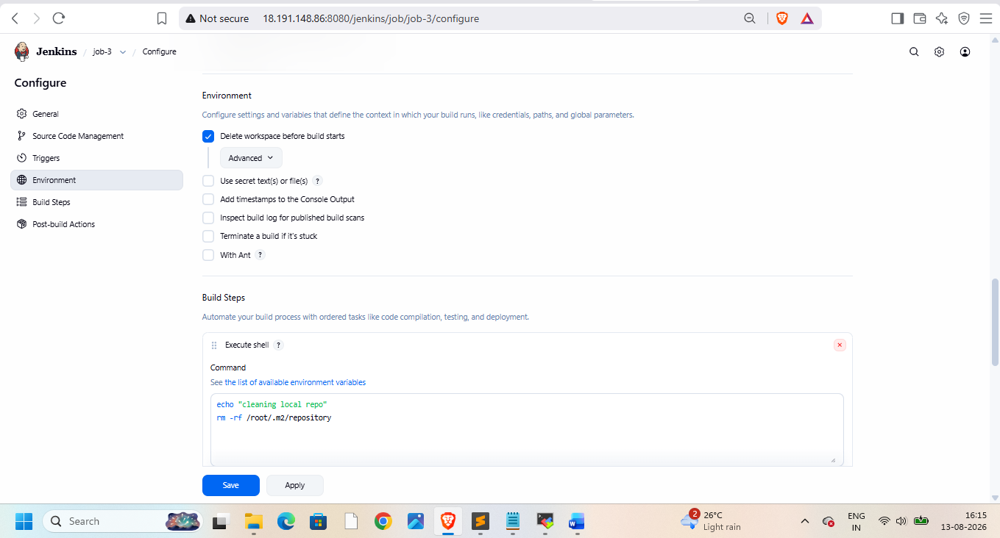 Not secure 18.191.148.86:8080/jenkins/job/job-3/configure
Jenkins / job-3 / Configure
Configure
General
Source Code Management
Triggers
Environment
Build Steps
Post-build Actions
Environment
Configure settings and variables that define the context in which your build runs, like credentials, paths, and global parameters.
Delete workspace before build starts
Advanced
Use secret text(s) or file(s) ?
Add timestamps to the Console Output
Inspect build log for published build scans
Terminate a build if it's stuck
With Ant ?
Build Steps
Automate your build process with ordered tasks like code compilation, testing, and deployment.
Execute shell ?
Command
See the list of available environment variables
echo "cleaning local repo"
rm -rf /root/.m2/repository
Save Apply
Search
2
26°C
Light rain
ENG
IN
16:15
13-08-2026